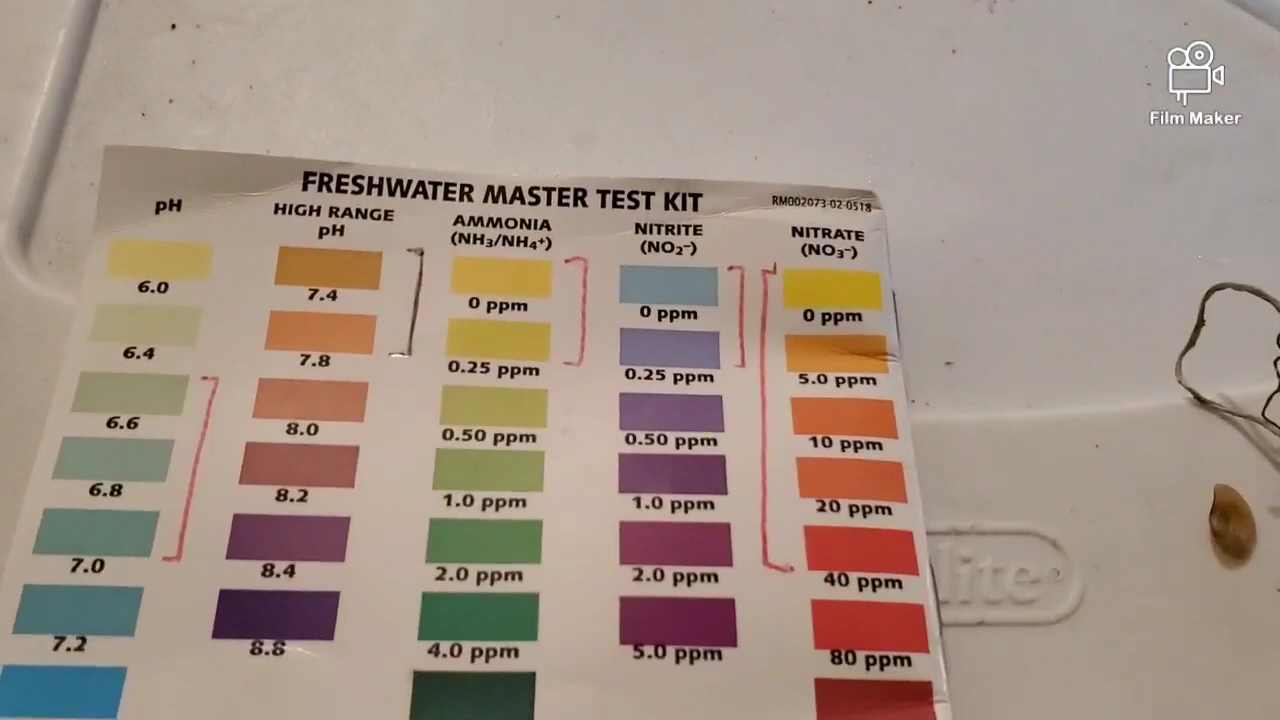 Film Maker
FRESHWATER MASTER TEST KIT
RM002073-02-0518
pH
HIGH RANGE
pH
AMMONIA
(NH3/NH4+)
NITRITE
(NO2−)
NITRATE
(NO3−)
6.0
7.4
0 ppm
0 ppm
0 ppm
6.4
7.8
0.25 ppm
0.25 ppm
5.0 ppm
6.6
8.0
0.50 ppm
0.50 ppm
10 ppm
6.8
8.2
1.0 ppm
1.0 ppm
20 ppm
7.0
8.4
2.0 ppm
2.0 ppm
40 ppm
7.2
8.8
4.0 ppm
5.0 ppm
80 ppm
lite